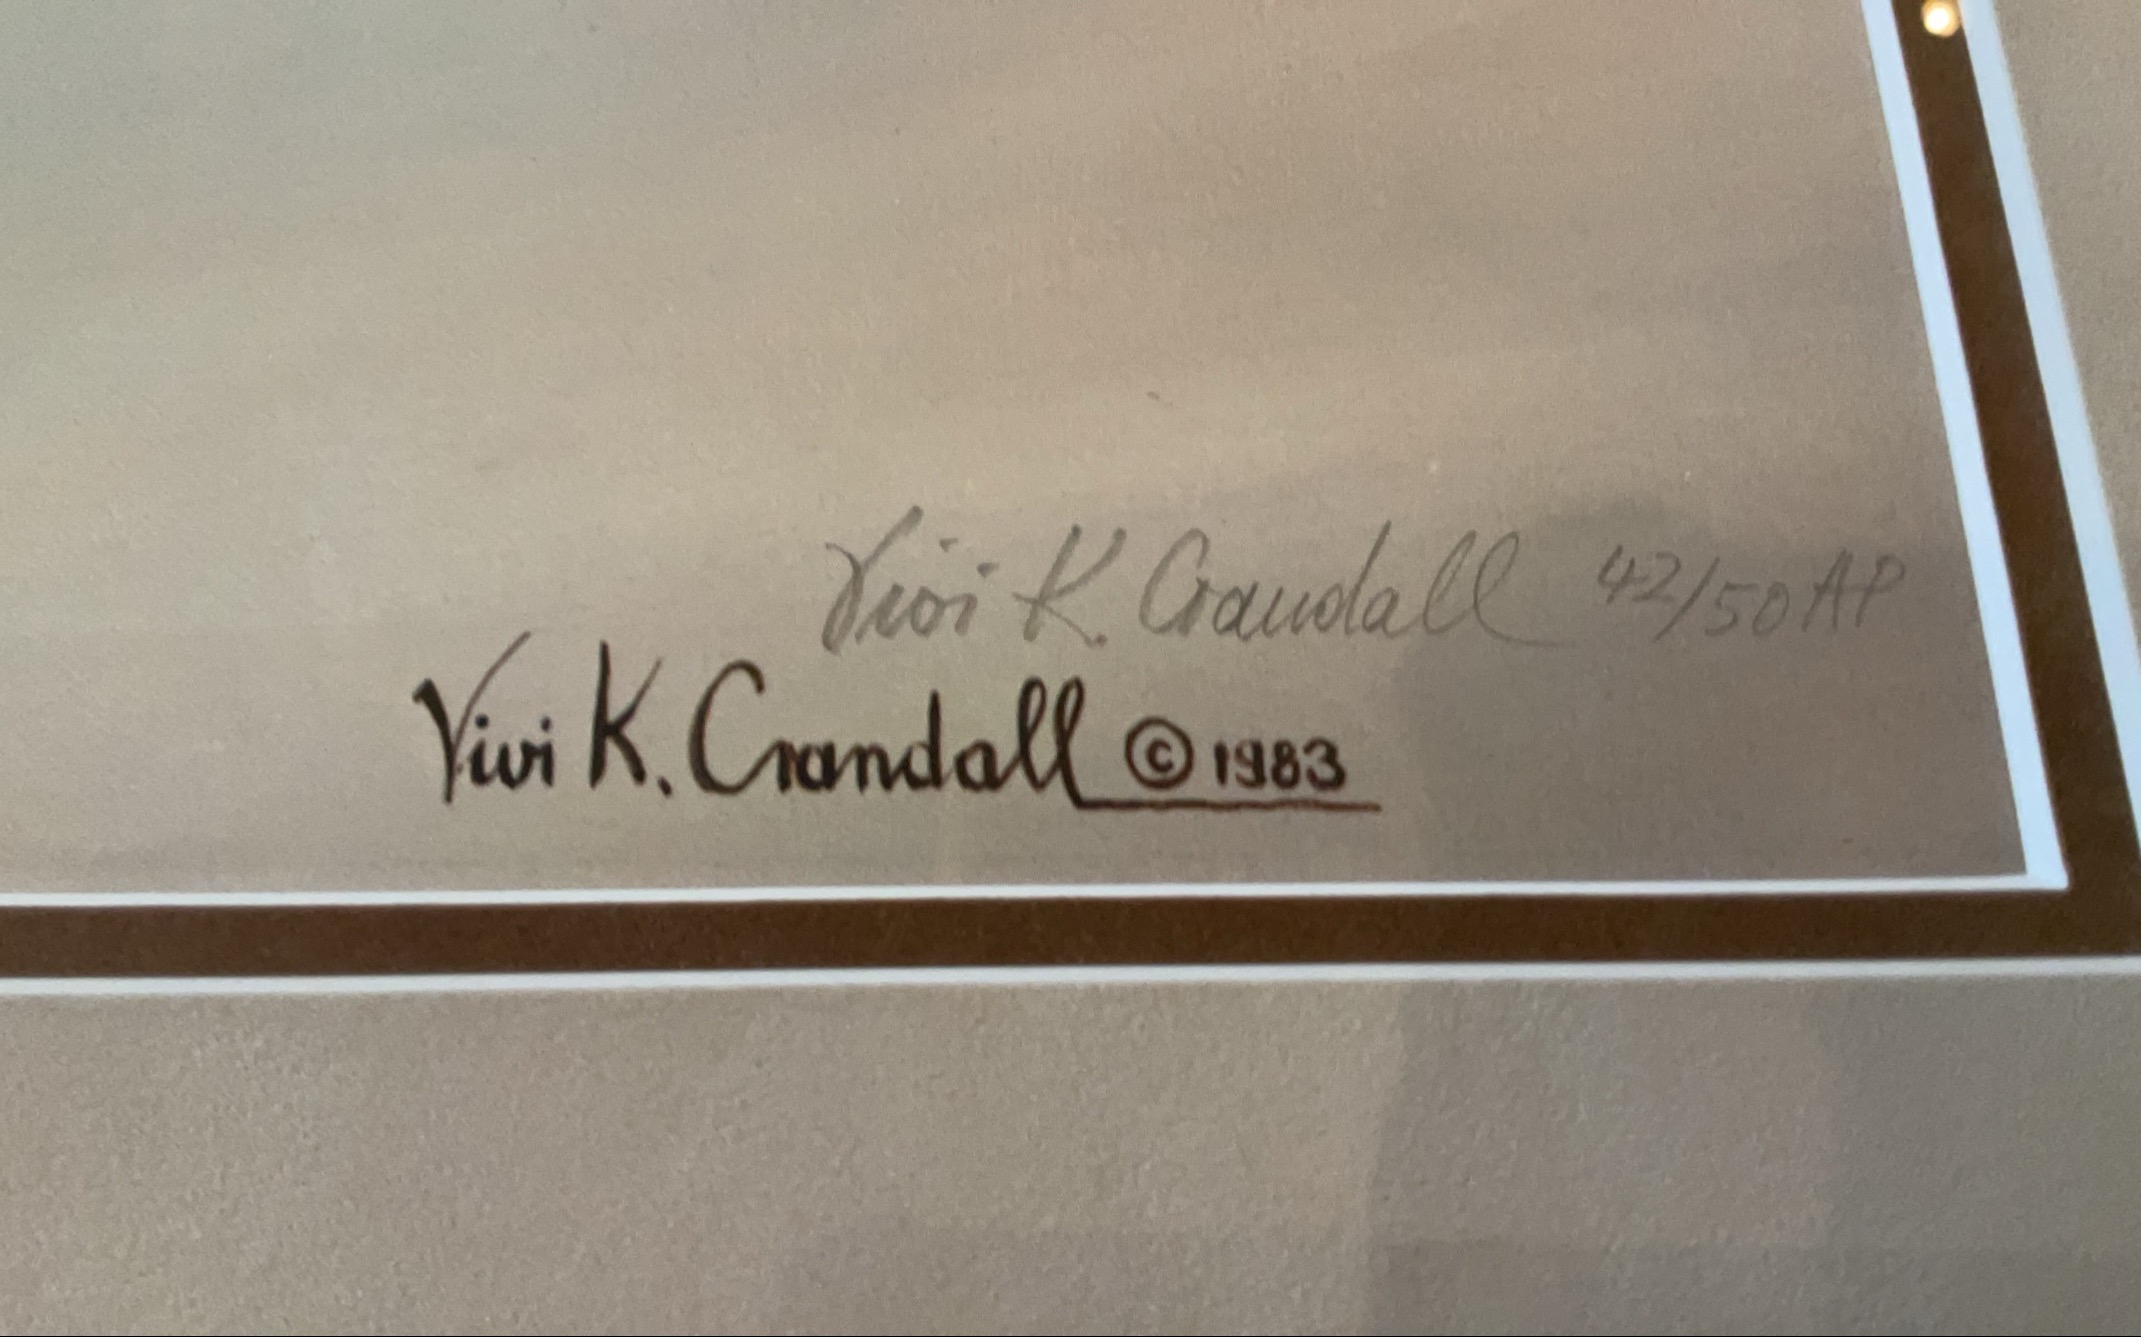 Vivi K. Crandall 42/50 AP
Vivi K. Crandall © 1983